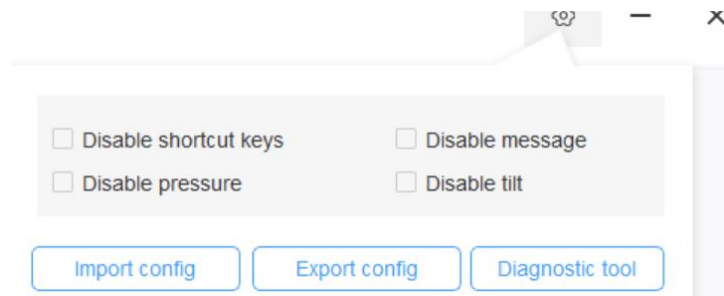 Disable shortcut keys Disable message
Disable pressure Disable tilt
Import config Export config Diagnostic tool